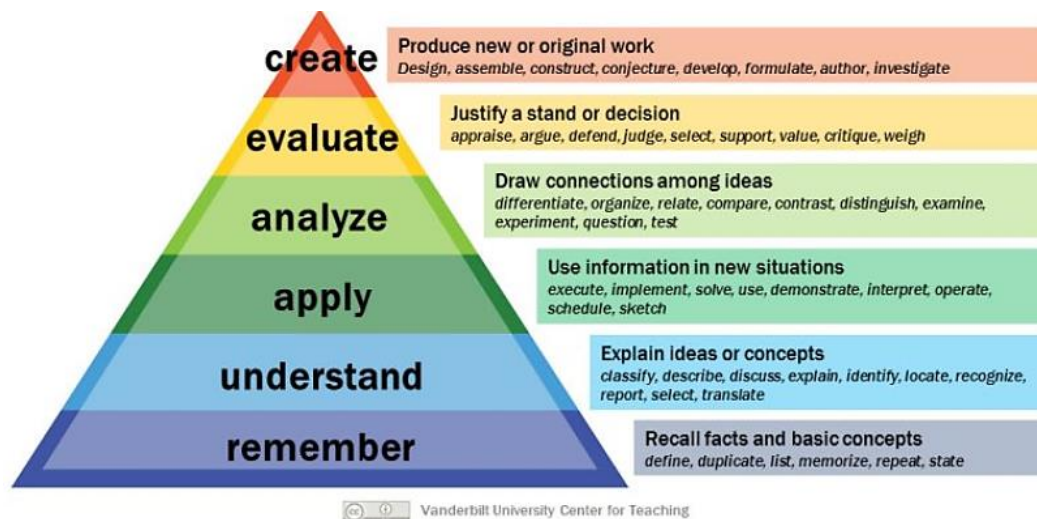 create
Produce new or original work
Design, assemble, construct, conjecture, develop, formulate, author, investigate
evaluate
Justify a stand or decision
appraise, argue, defend, judge, select, support, value, critique, weigh
analyze
Draw connections among ideas
differentiate, organize, relate, compare, contrast, distinguish, examine,
experiment, question, test
apply
Use information in new situations
execute, implement, solve, use, demonstrate, interpret, operate,
schedule, sketch
understand
Explain ideas or concepts
classify, describe, discuss, explain, identify, locate, recognize,
report, select, translate
remember
Recall facts and basic concepts
define, duplicate, list, memorize, repeat, state
cc Vanderbilt University Center for Teaching